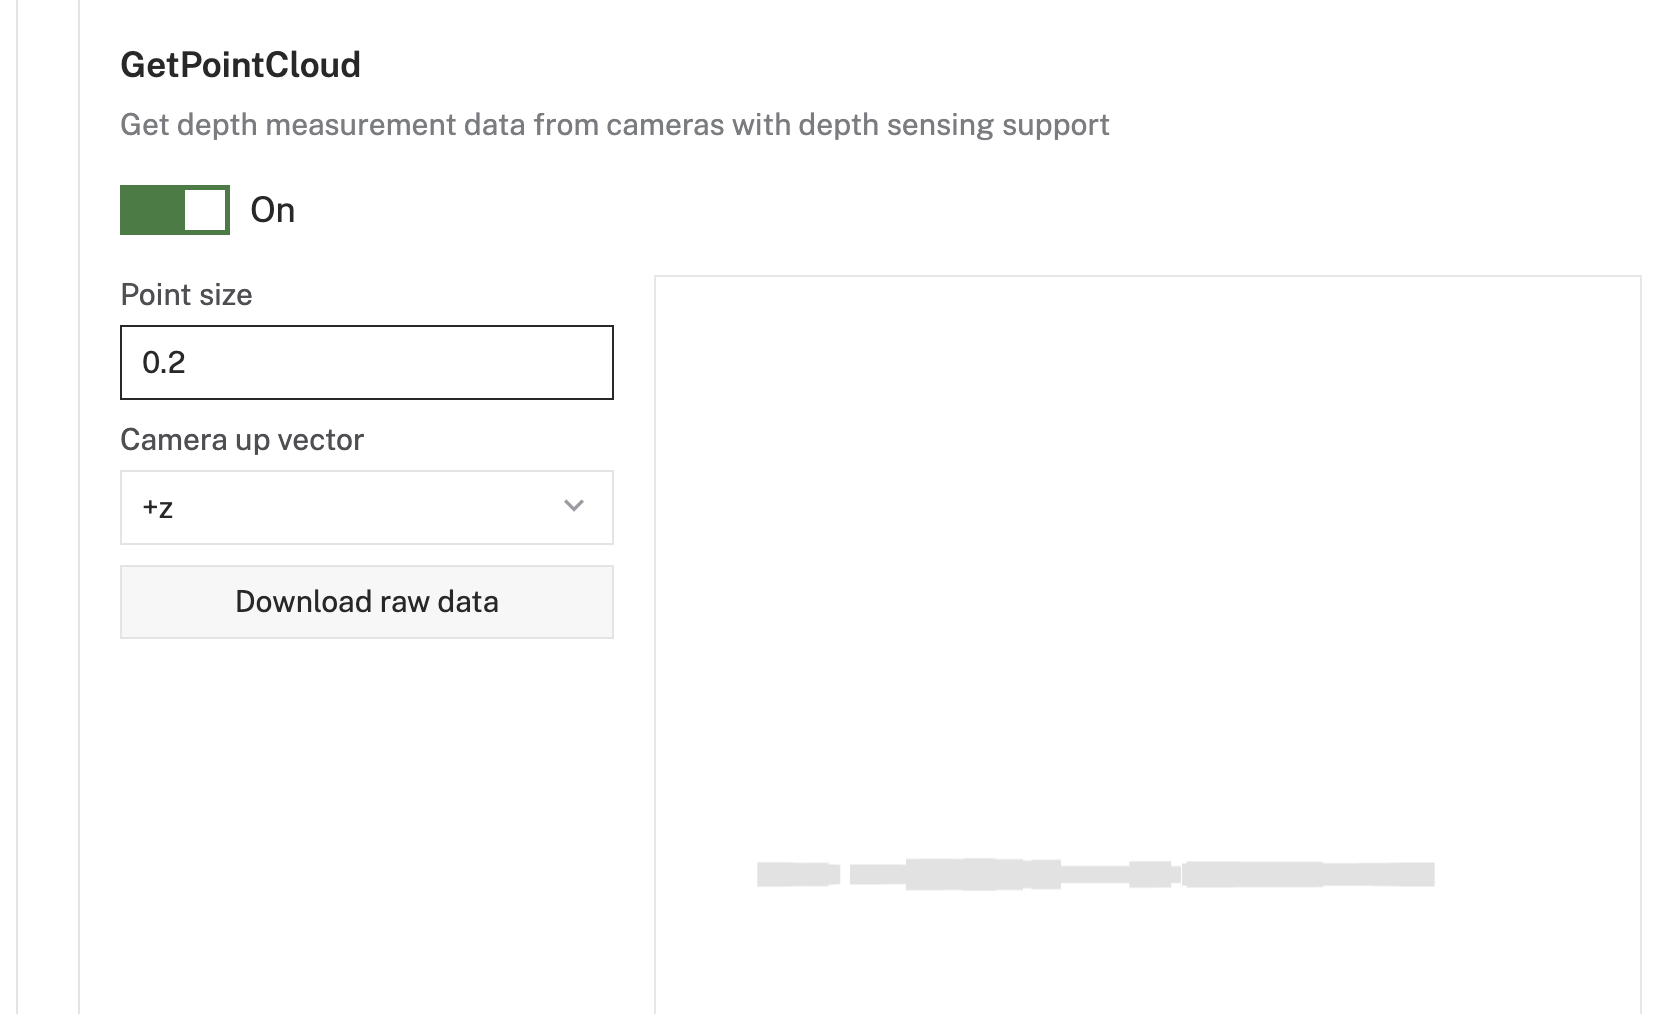 GetPointCloud
Get depth measurement data from cameras with depth sensing support
On
Point size
0.2
Camera up vector
+z
Download raw data